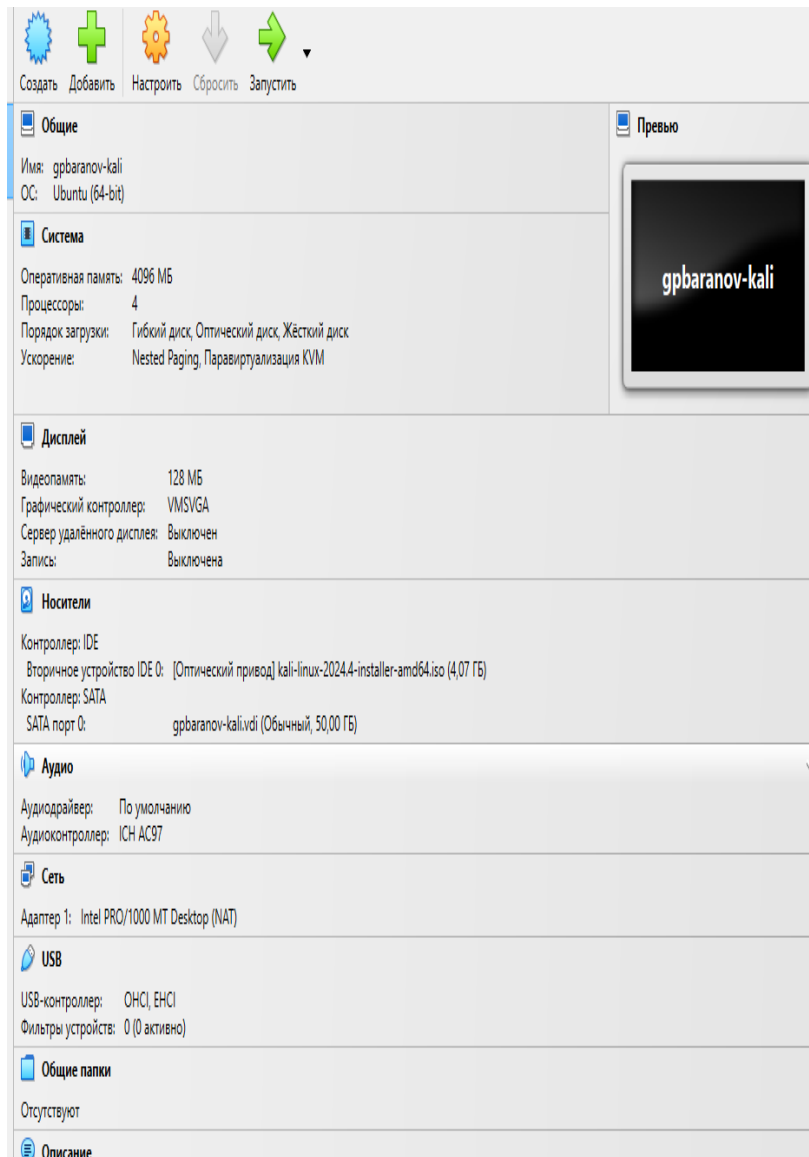 Создать Добавить Настроить Сбросить Запустить
Общие
Имя: gpbaranov-kali
ОС: Ubuntu (64-bit)
Превью
gpbaranov-kali
Система
Оперативная память: 4096 МБ
Процессоры: 4
Порядок загрузки: Гибкий диск, Оптический диск, Жёсткий диск
Ускорение: Nested Paging, Паравиртуализация KVM
Дисплей
Видеопамять: 128 МБ
Графический контроллер: VMSVGA
Сервер удалённого дисплея: Выключен
Запись: Выключена
Носители
Контроллер: IDE
Вторичное устройство IDE 0: [Оптический привод] kali-linux-2024.4-installer-amd64.iso (4,07 ГБ)
Контроллер: SATA
SATA порт 0: gpbaranov-kali.vdi (Обычный, 50,00 ГБ)
Аудио
Аудиодрайвер: По умолчанию
Аудиоконтроллер: ICH AC97
Сеть
Адаптер 1: Intel PRO/1000 MT Desktop (NAT)
USB
USB-контроллер: OHCI, EHCI
Фильтры устройств: 0 (0 активно)
Общие папки
Отсутствуют
Описание